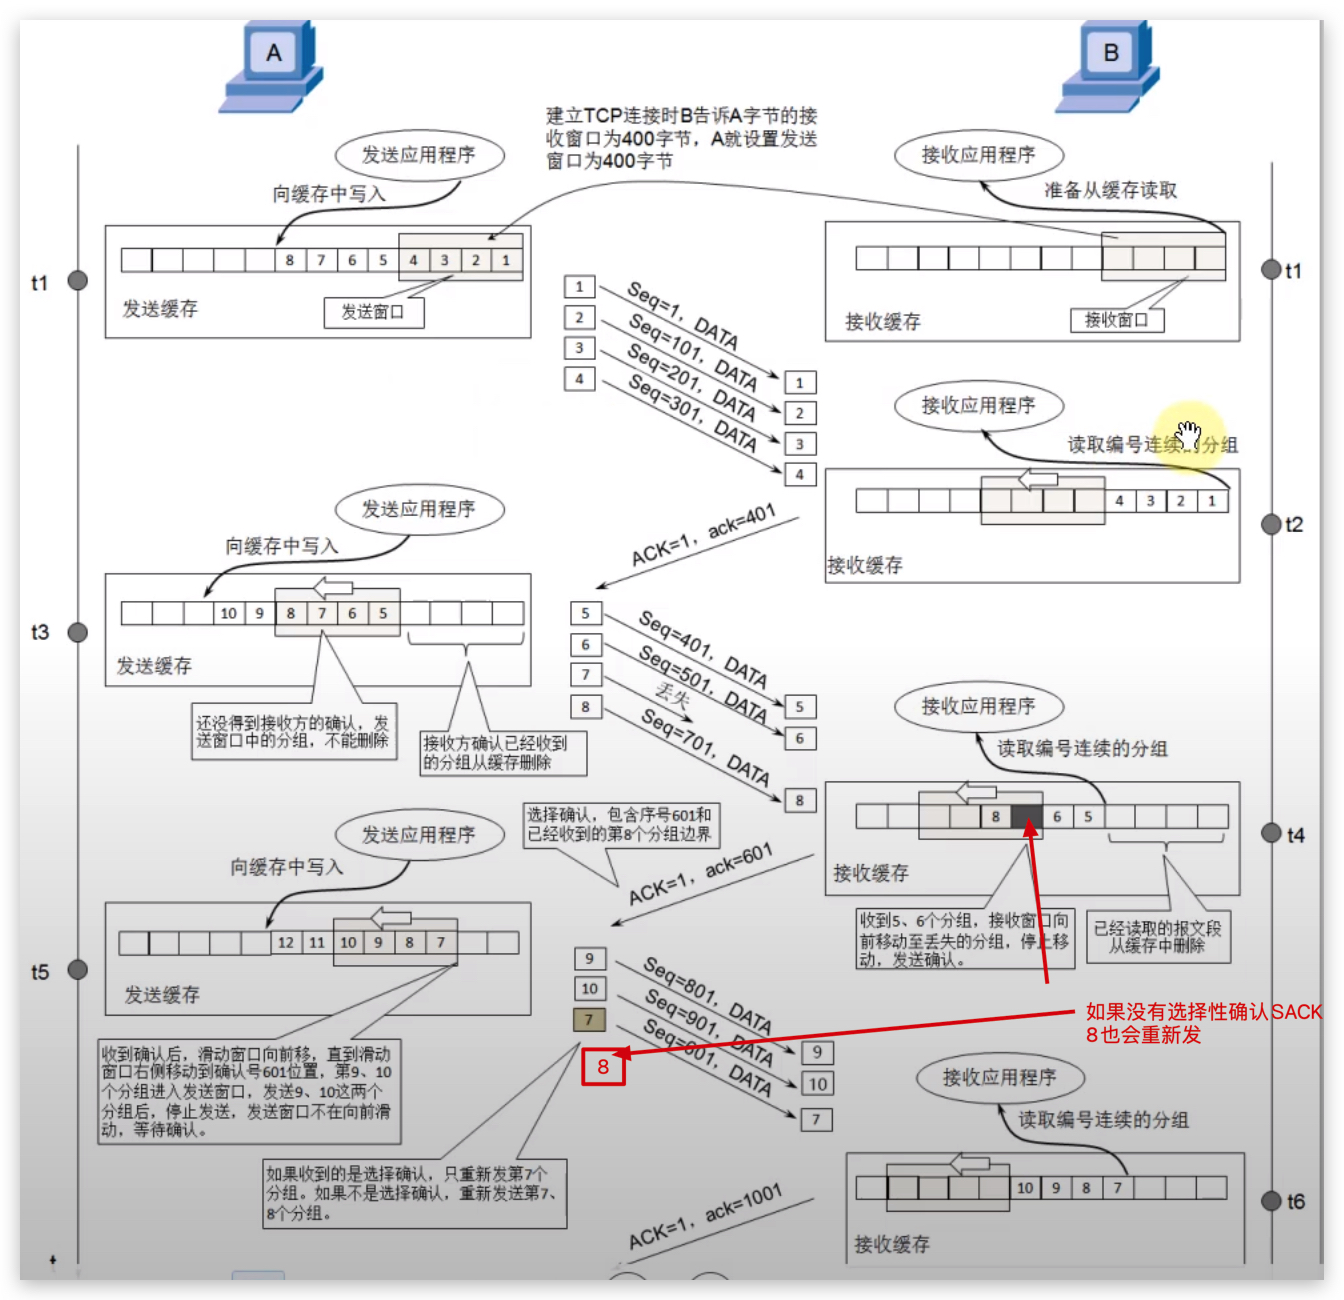 A
B
建立TCP连接时B告诉A字节的接
收窗口为400字节，A就设置发送
窗口为400字节
发送应用程序
向缓存中写入
接收应用程序
准备从缓存读取
t1
8 7 6 5 4 3 2 1
发送缓存
发送窗口
接收缓存
接收窗口
t1
1
2
3
4
Seq=1，DATA
Seq=101，DATA
Seq=201，DATA
Seq=301，DATA
1
2
3
4
接收应用程序
读取编号连续的分组
4 3 2 1
接收缓存
t2
ACK=1，ack=401
发送应用程序
向缓存中写入
t3
10 9 8 7 6 5
发送缓存
还没得到接收方的确认，发
送窗口中的分组，不能删除
接收方确认已经收到
的分组从缓存删除
5
6
7
8
Seq=401，DATA
Seq=501，DATA
丢失
Seq=701，DATA
5
6
8
接收应用程序
读取编号连续的分组
8 6 5
接收缓存
t4
收到5、6个分组，接收窗口向
前移动至丢失的分组，停止移
动，发送确认。
已经读取的报文段
从缓存中删除
选择确认，包含序号601和
已经收到的第8个分组边界
ACK=1，ack=601
发送应用程序
向缓存中写入
t5
12 11 10 9 8 7
发送缓存
收到确认后，滑动窗口向前移，直到滑动
窗口右侧移动到确认号601位置，第9、10
个分组进入发送窗口，发送9、10这两个
分组后，停止发送，发送窗口不在向前滑
动，等待确认。
9
10
7
8
Seq=801，DATA
Seq=901，DATA
Seq=601，DATA
9
10
7
如果没有选择性确认SACK
8也会重新发
如果收到的是选择确认，只重新发第7个
分组。如果不是选择确认，重新发送第7、
8个分组。
接收应用程序
读取编号连续的分组
10 9 8 7
接收缓存
t6
ACK=1，ack=1001